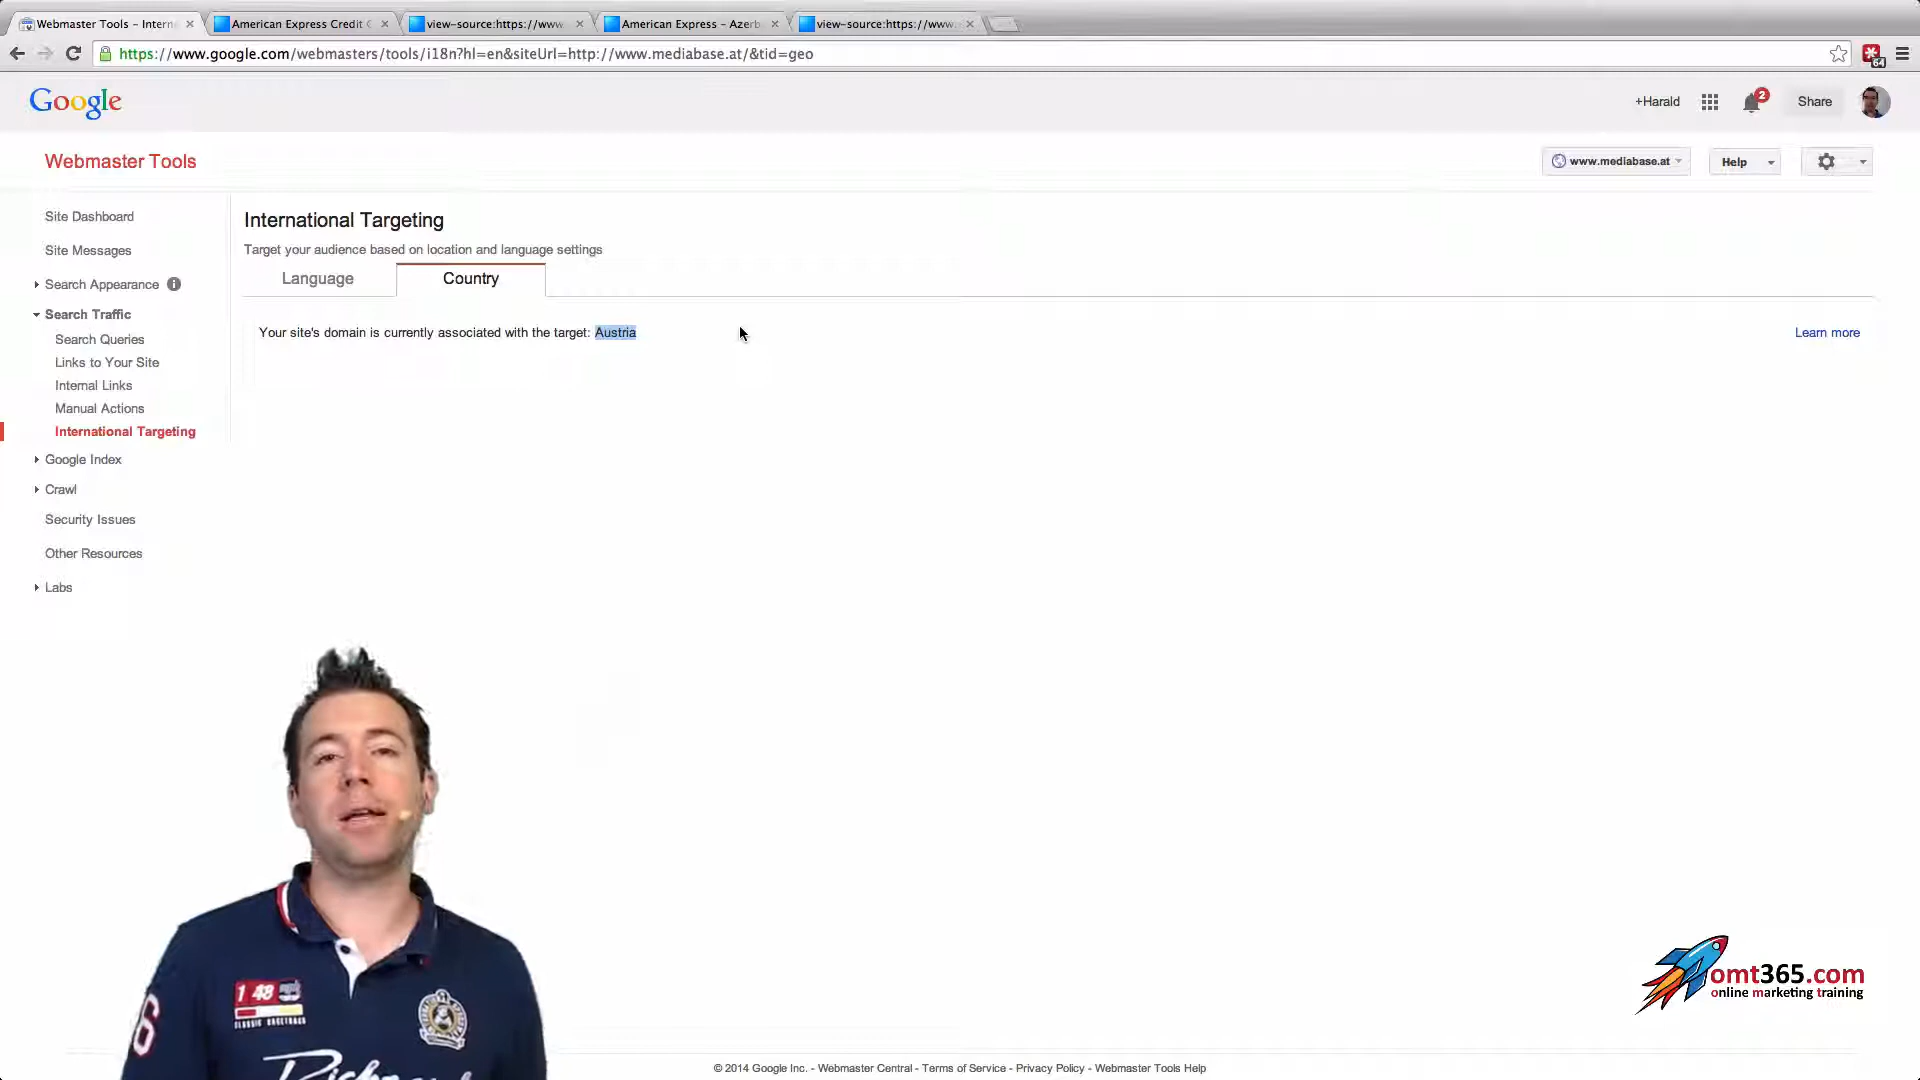 Webmaster Tools – Intern
American Express Credit C
view-source:https://www
American Express – Azerb
view-source:https://www.
https://www.google.com/webmasters/tools/i18n?hl=en&siteUrl=http://www.mediabase.at/&tid=geo
64
Google
+Harald
2
Share
Webmaster Tools
www.mediabase.at
Help
Site Dashboard
Site Messages
Search Appearance
i
Search Traffic
Search Queries
Links to Your Site
Internal Links
Manual Actions
International Targeting
Google Index
Crawl
Security Issues
Other Resources
Labs
International Targeting
Target your audience based on location and language settings
Language
Country
Your site's domain is currently associated with the target: Austria
Learn more
1 48
6
omt365.com
online marketing training
© 2014 Google Inc. - Webmaster Central - Terms of Service - Privacy Policy - Webmaster Tools Help